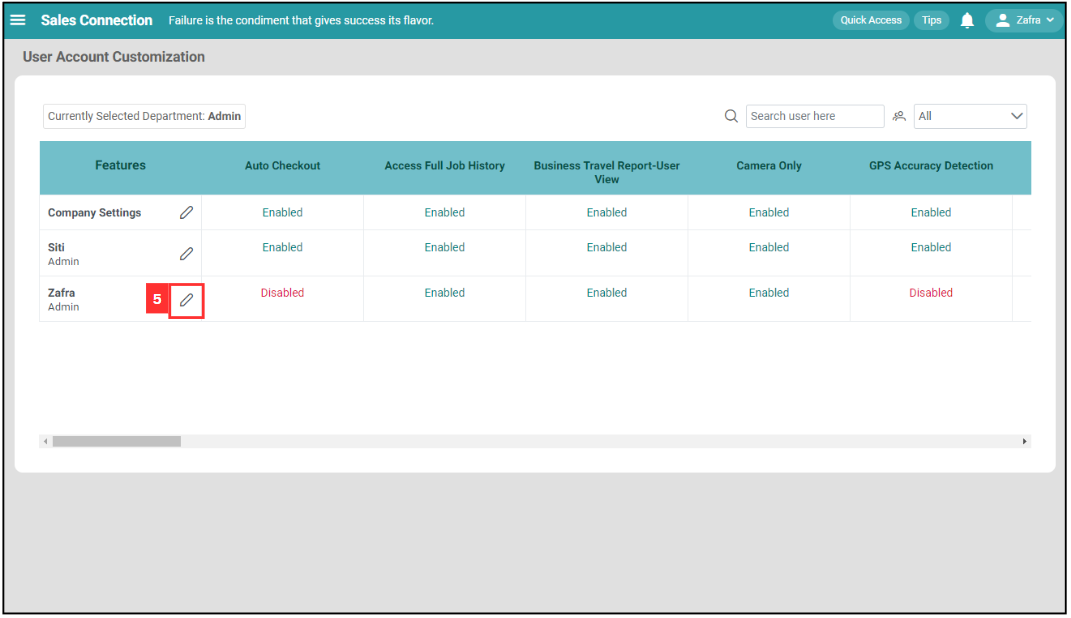 Sales Connection Failure is the condiment that gives success its flavor. Quick Access Tips Zafra
User Account Customization
Currently Selected Department: Admin Search user here All
Features Auto Checkout Access Full Job History Business Travel Report-User Camera Only GPS Accuracy Detection
View
Company Settings Enabled Enabled Enabled Enabled Enabled
Siti Enabled Enabled Enabled Enabled Enabled
Admin
Zafra Disabled Enabled Enabled Enabled Disabled
Admin
5